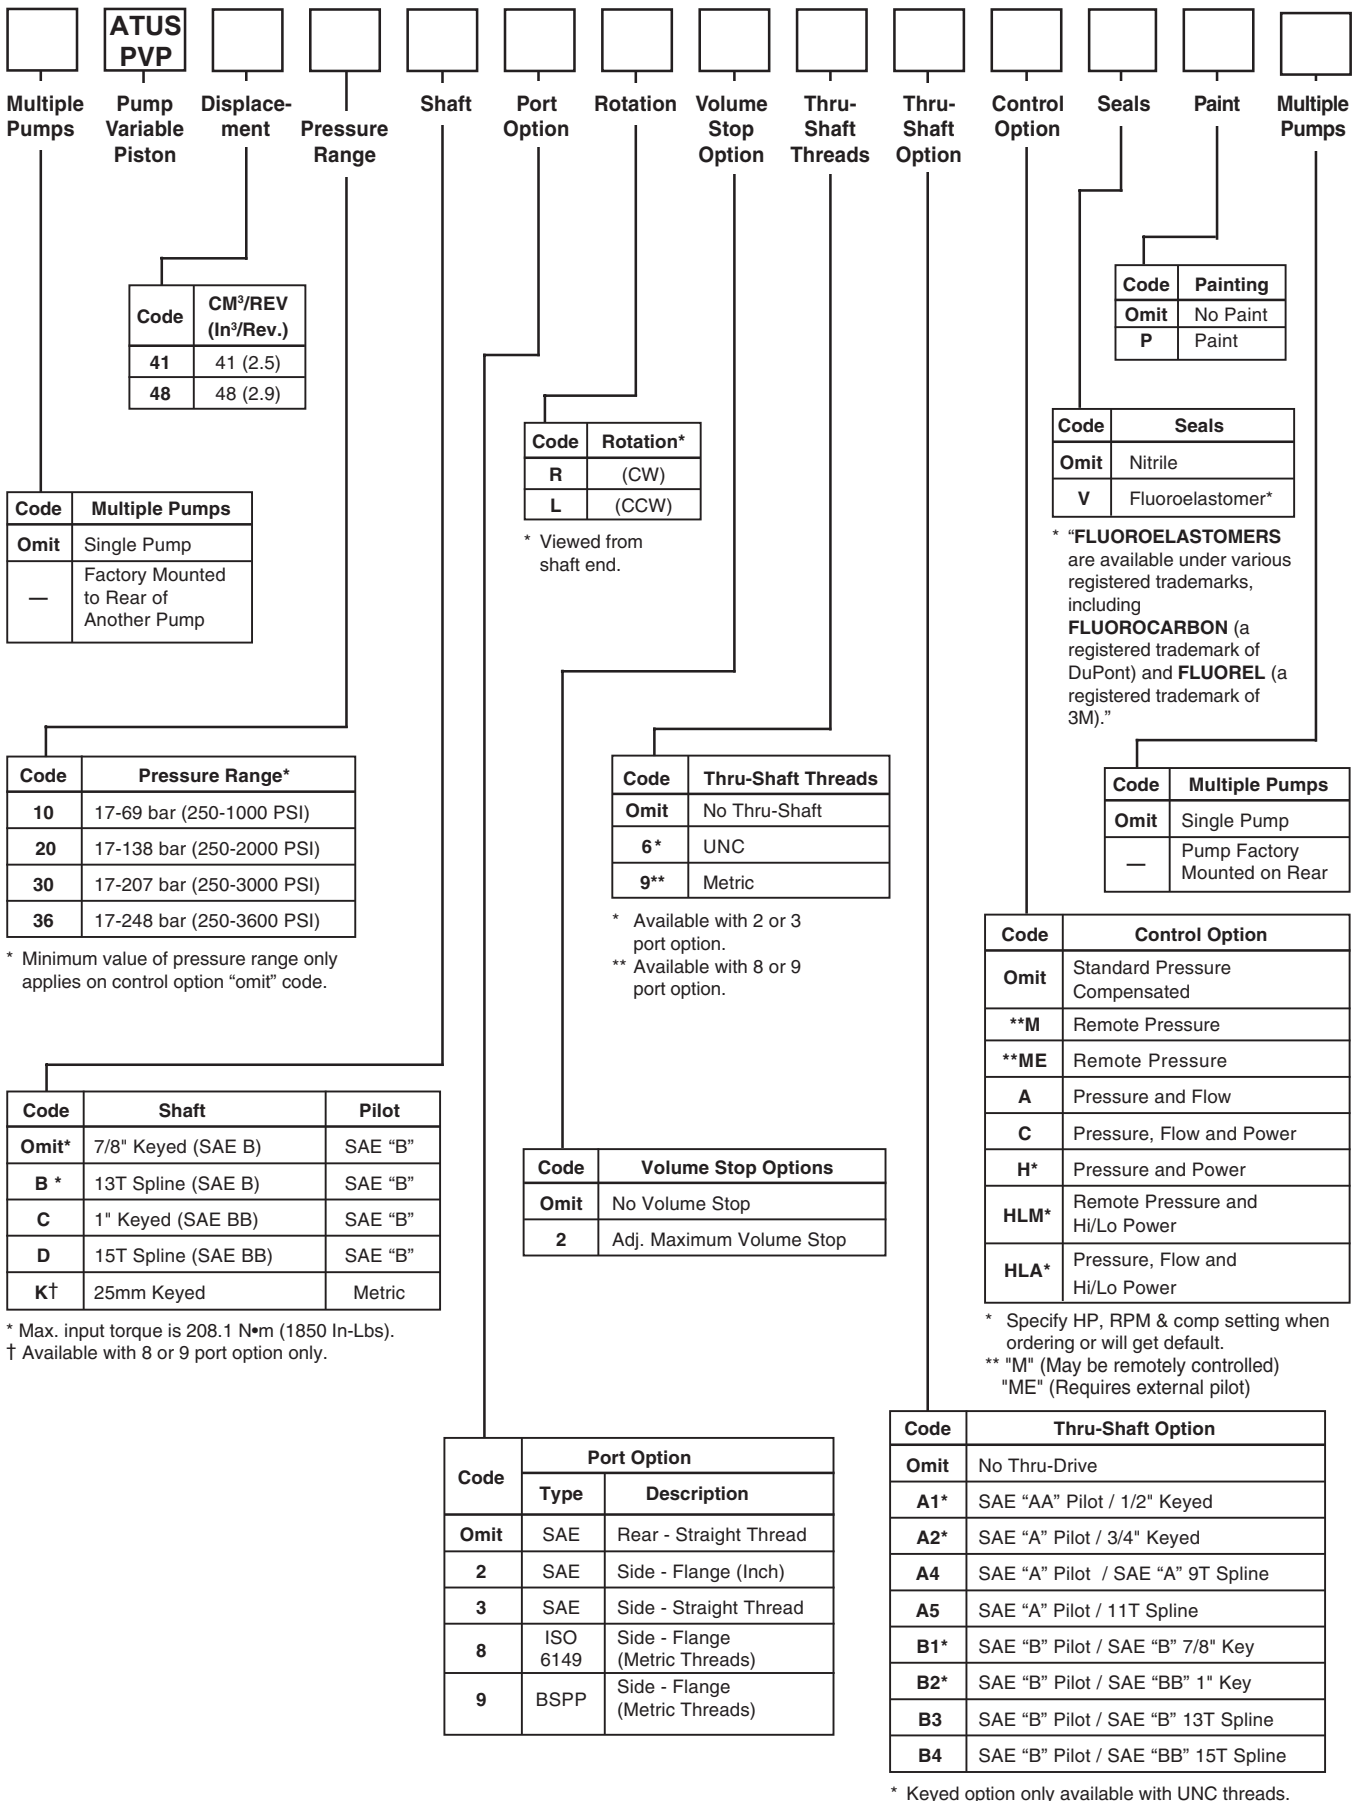 ATUS
PVP
Multiple
Pumps
Pump
Variable
Piston
Displace-
ment
Pressure
Range
Shaft
Port
Option
Rotation
Volume
Stop
Option
Thru-
Shaft
Threads
Thru-
Shaft
Option
Control
Option
Seals
Paint
Multiple
Pumps
Code CM³/REV
(In³/Rev.)
41 41 (2.5)
48 48 (2.9)
Code Painting
Omit No Paint
P Paint
Code Rotation*
R (CW)
L (CCW)
* Viewed from
shaft end.
Code Seals
Omit Nitrile
V Fluoroelastomer*
* “FLUOROELASTOMERS
are available under various
registered trademarks,
including
FLUOROCARBON (a
registered trademark of
DuPont) and FLUOREL (a
registered trademark of
3M).”
Code Multiple Pumps
Omit Single Pump
— Factory Mounted
to Rear of
Another Pump
Code Pressure Range*
10 17-69 bar (250-1000 PSI)
20 17-138 bar (250-2000 PSI)
30 17-207 bar (250-3000 PSI)
36 17-248 bar (250-3600 PSI)
* Minimum value of pressure range only
applies on control option “omit” code.
Code Thru-Shaft Threads
Omit No Thru-Shaft
6* UNC
9** Metric
* Available with 2 or 3
port option.
** Available with 8 or 9
port option.
Code Multiple Pumps
Omit Single Pump
— Pump Factory
Mounted on Rear
Code Control Option
Omit Standard Pressure
Compensated
**M Remote Pressure
**ME Remote Pressure
A Pressure and Flow
C Pressure, Flow and Power
H* Pressure and Power
HLM* Remote Pressure and
Hi/Lo Power
HLA* Pressure, Flow and
Hi/Lo Power
* Specify HP, RPM & comp setting when
ordering or will get default.
** "M" (May be remotely controlled)
"ME" (Requires external pilot)
Code Shaft Pilot
Omit* 7/8" Keyed (SAE B) SAE “B”
B * 13T Spline (SAE B) SAE “B”
C 1" Keyed (SAE BB) SAE “B”
D 15T Spline (SAE BB) SAE “B”
K† 25mm Keyed Metric
* Max. input torque is 208.1 N•m (1850 In-Lbs).
† Available with 8 or 9 port option only.
Code Volume Stop Options
Omit No Volume Stop
2 Adj. Maximum Volume Stop
Code Port Option
Type Description
Omit SAE Rear - Straight Thread
2 SAE Side - Flange (Inch)
3 SAE Side - Straight Thread
8 ISO 6149 Side - Flange
(Metric Threads)
9 BSPP Side - Flange
(Metric Threads)
Code Thru-Shaft Option
Omit No Thru-Drive
A1* SAE “AA” Pilot / 1/2" Keyed
A2* SAE “A” Pilot / 3/4" Keyed
A4 SAE “A” Pilot / SAE “A” 9T Spline
A5 SAE “A” Pilot / 11T Spline
B1* SAE “B” Pilot / SAE “B” 7/8" Key
B2* SAE “B” Pilot / SAE “BB” 1" Key
B3 SAE “B” Pilot / SAE “B” 13T Spline
B4 SAE “B” Pilot / SAE “BB” 15T Spline
* Keyed option only available with UNC threads.